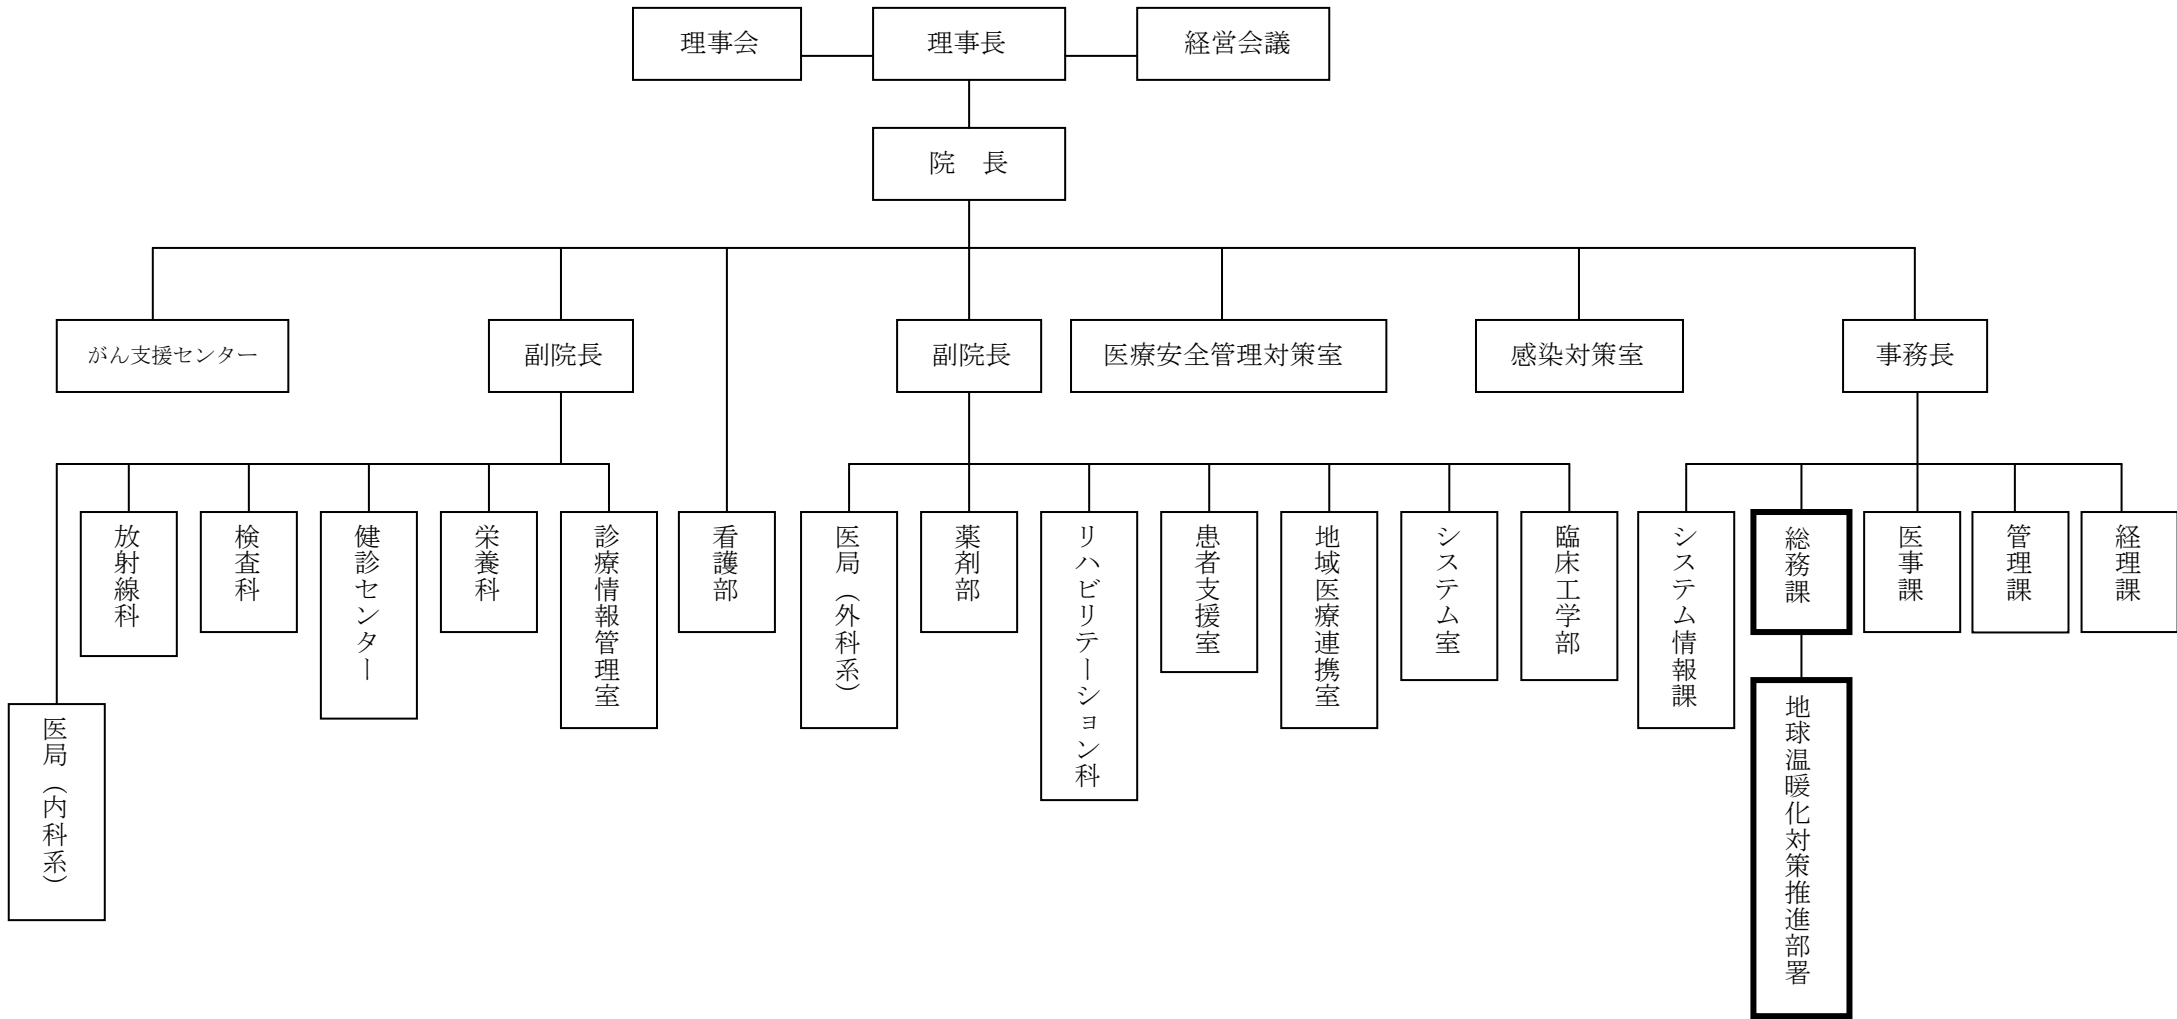 理事会
理事長
経営会議
院　長
がん支援センター
副院長
副院長
医療安全管理対策室
感染対策室
事務長
医局（内科系）
放射線科
検査科
健診センター
栄養科
診療情報管理室
看護部
医局（外科系）
薬剤部
リハビリテーション科
患者支援室
地域医療連携室
システム室
臨床工学部
システム情報課
総務課
医事課
管理課
経理課
地球温暖化対策推進部署